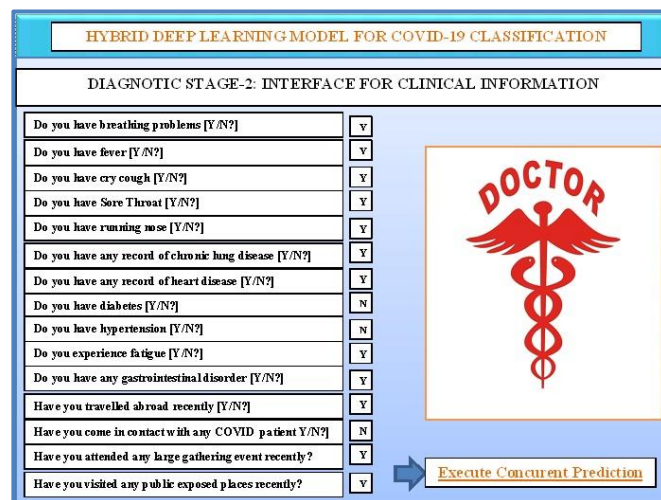 HYBRID DEEP LEARNING MODEL FOR COVID-19 CLASSIFICATION
DIAGNOSTIC STAGE-2: INTERFACE FOR CLINICAL INFORMATION
Do you have breathing problems [Y/N?] Y
Do you have fever [Y/N?] Y
Do you have cry cough [Y/N?] Y
Do you have Sore Throat [Y/N?] Y
Do you have running nose [Y/N?] Y
Do you have any record of chronic lung disease [Y/N?] Y
Do you have any record of heart disease [Y/N?] Y
Do you have diabetes [Y/N?] N
Do you have hypertension [Y/N?] N
Do you experience fatigue [Y/N?] Y
Do you have any gastrointestinal disorder [Y/N?] Y
Have you travelled abroad recently [Y/N?] Y
Have you come in contact with any COVID patient Y/N?] N
Have you attended any large gathering event recently? Y
Have you visited any public exposed places recently? Y
DOCTOR
Execute Concurent Prediction